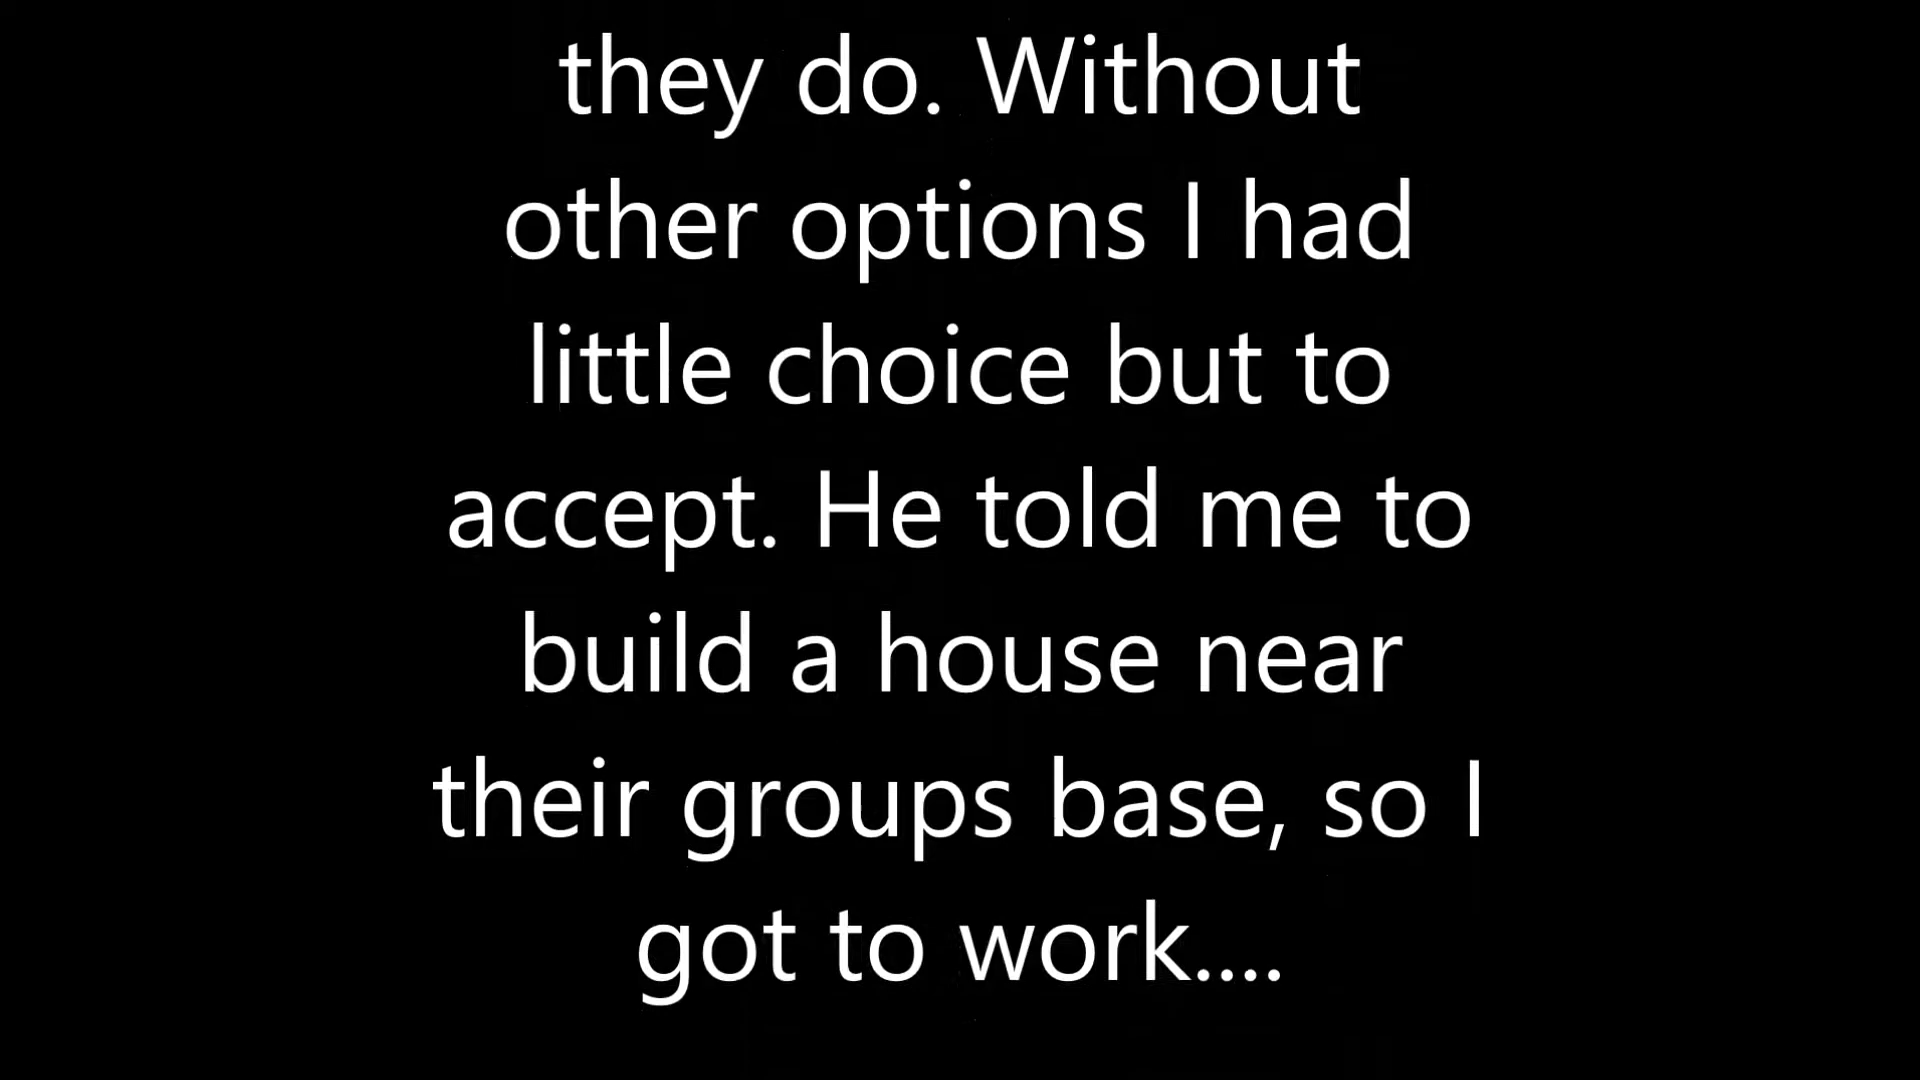 they do. Without
other options I had
little choice but to
accept. He told me to
build a house near
their groups base, so I
got to work....